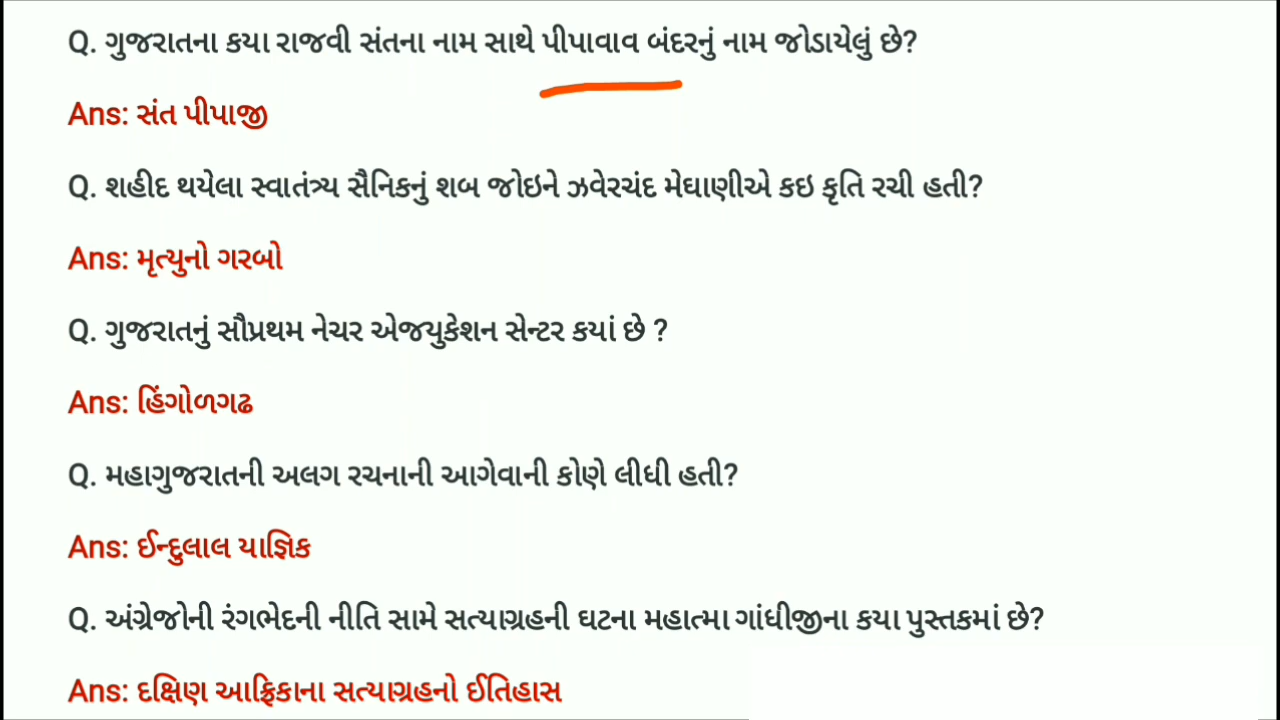 Q. ગુજરાતના કયા રાજવી સંતના નામ સાથે પીપાવાવ બંદરનું નામ જોડાયેલું છે?
Ans: સંત પીપાજી
Q. શહીદ થયેલા સ્વાતંત્ર્ય સૈનિકનું શબ જોઇને ઝવેરચંદ મેઘાણીએ કઇ કૃતિ રચી હતી?
Ans: મૃત્યુનો ગરબો
Q. ગુજરાતનું સૌપ્રથમ નેચર એજયુકેશન સેન્ટર કયાં છે ?
Ans: હિંગોળગઢ
Q. મહાગુજરાતની અલગ રચનાની આગેવાની કોણે લીધી હતી?
Ans: ઈન્દુલાલ યાજ્ઞિક
Q. અંગ્રેજોની રંગભેદની નીતિ સામે સત્યાગ્રહની ઘટના મહાત્મા ગાંધીજીના કયા પુસ્તકમાં છે?
Ans: દક્ષિણ આફ્રિકાના સત્યાગ્રહનો ઈતિહાસ